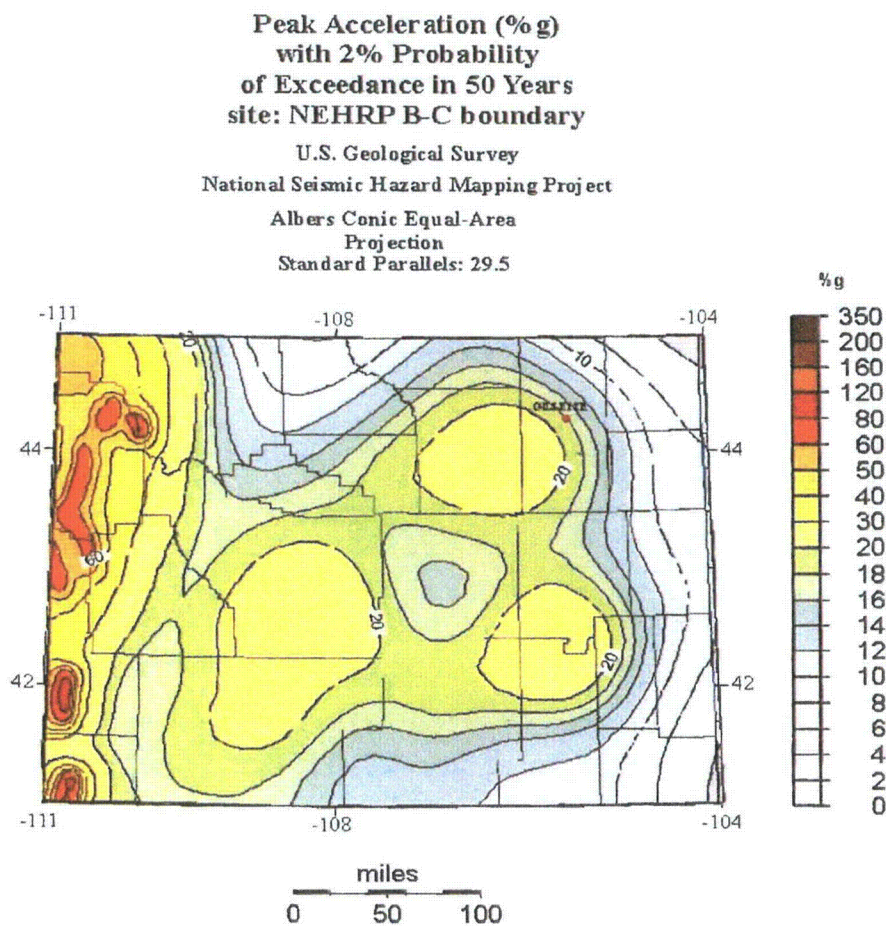 Peak Acceleration (%g)
with 2% Probability
of Exceedance in 50 Years
site: NEHRP B-C boundary
U.S. Geological Survey
National Seismic Hazard Mapping Project
Albers Conic Equal-Area
Projection
Standard Parallels: 29.5
%g
-111
-108
-104
350
200
160
120
80
60
50
40
30
20
18
16
14
12
10
8
6
4
2
0
10
44
44
20
60
20
20
42
42
-111
-108
-104
miles
0 50 100